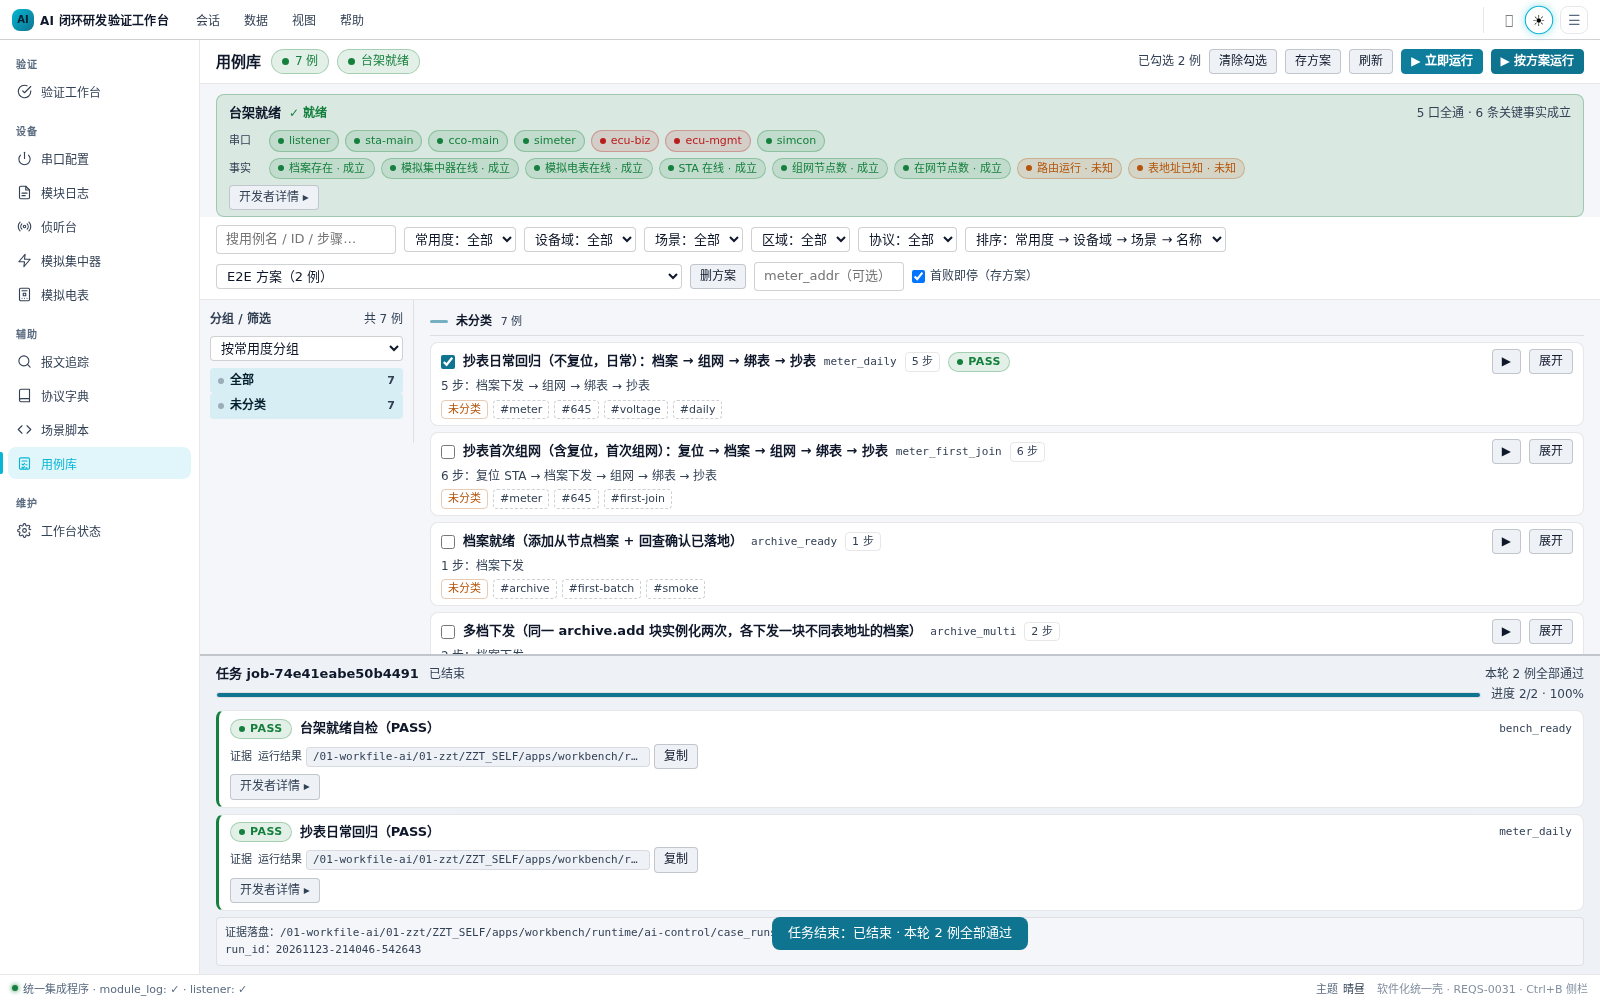 AI AI 闭环研发验证工作台 会话 数据 视图 帮助
验证
验证工作台
设备
串口配置
模块日志
侦听台
模拟集中器
模拟电表
辅助
报文追踪
协议字典
场景脚本
用例库
维护
工作台状态
用例库 7 例 台架就绪 已勾选 2 例 清除勾选 存方案 刷新 ▶ 立即运行 ▶ 按方案运行
台架就绪 ✓ 就绪 5 口全通 · 6 条关键事实成立
串口 listener sta-main cco-main simeter ecu-biz ecu-mgmt simcon
事实 档案存在 · 成立 模拟集中器在线 · 成立 模拟电表在线 · 成立 STA 在线 · 成立 组网节点数 · 成立 在网节点数 · 成立 路由运行 · 未知 表地址已知 · 未知
开发者详情 ▸
搜用例名 / ID / 步骤… 常用度：全部 设备域：全部 场景：全部 区域：全部 协议：全部 排序：常用度 → 设备域 → 场景 → 名称
E2E 方案（2 例） 删方案 meter_addr（可选） 首败即停（存方案）
分组 / 筛选 共 7 例
按常用度分组
全部 7
未分类 7
未分类 7 例
抄表日常回归（不复位，日常）：档案 → 组网 → 绑表 → 抄表 meter_daily 5 步 PASS ▶ 展开
5 步：档案下发 → 组网 → 绑表 → 抄表
未分类 #meter #645 #voltage #daily
抄表首次组网（含复位，首次组网）：复位 → 档案 → 组网 → 绑表 → 抄表 meter_first_join 6 步 ▶ 展开
6 步：复位 STA → 档案下发 → 组网 → 绑表 → 抄表
未分类 #meter #645 #first-join
档案就绪（添加从节点档案 + 回查确认已落地） archive_ready 1 步 ▶ 展开
1 步：档案下发
未分类 #archive #first-batch #smoke
多档下发（同一 archive.add 块实例化两次，各下发一块不同表地址的档案） archive_multi 2 步 ▶ 展开
2 步：档案下发
任务 job-74e41eabe50b4491 已结束 本轮 2 例全部通过
进度 2/2 · 100%
PASS 台架就绪自检（PASS） bench_ready
证据 运行结果 /01-workfile-ai/01-zzt/ZZT_SELF/apps/workbench/r… 复制
开发者详情 ▸
PASS 抄表日常回归（PASS） meter_daily
证据 运行结果 /01-workfile-ai/01-zzt/ZZT_SELF/apps/workbench/r… 复制
开发者详情 ▸
证据落盘：/01-workfile-ai/01-zzt/ZZT_SELF/apps/workbench/runtime/ai-control/case_runs
run_id：20261123-214046-542643
任务结束：已结束 · 本轮 2 例全部通过
统一集成程序 · module_log: ✓ · listener: ✓ 主题 晴昼 软件化统一壳 · REQS-0031 · Ctrl+B 侧栏